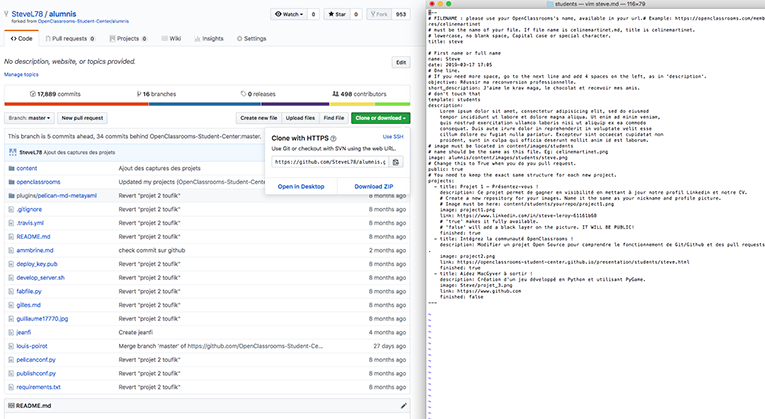 SteveL78 / alumnis
forked from OpenClassrooms-Student-Center/alumnis
Watch 0
Star 0
Fork 953
Code
Pull requests 0
Projects 0
Wiki
Insights
Settings
No description, website, or topics provided.
Edit
Manage topics
17,889 commits
16 branches
0 releases
498 contributors
Branch: master
New pull request
Create new file
Upload files
Find File
Clone or download
This branch is 5 commits ahead, 34 commits behind OpenClassrooms-Student-Center:master.
SteveL78 Ajout des captures des projets
Clone with HTTPS
Use SSH
Use Git or checkout with SVN using the web URL.
https://github.com/SteveL78/alumnis.g
Open in Desktop
Download ZIP
content Ajout des captures des projets
openclassrooms Updated my projects (OpenClassrooms-Student-Cente
plugins/pelican-md-metayaml Revert "projet 2 toufik"
.gitignore Revert "projet 2 toufik" 8 months ago
.travis.yml Revert "projet 2 toufik" 8 months ago
README.md Revert "projet 2 toufik" 8 months ago
ammbrine.md check commit sur github 2 months ago
deploy_key.pub Revert "projet 2 toufik" 8 months ago
develop_server.sh Revert "projet 2 toufik" 8 months ago
fabfile.py Revert "projet 2 toufik" 8 months ago
gilles.md Revert "projet 2 toufik" 8 months ago
guillaume17770.jpg Revert "projet 2 toufik" 8 months ago
jeanfi Create jeanfi 4 months ago
louis-poirot Merge branch 'master' of https://github.com/OpenClassrooms-Student-Ce... 27 days ago
pelicanconf.py Revert "projet 2 toufik" 8 months ago
publishconf.py Revert "projet 2 toufik" 8 months ago
requirements.txt Revert "projet 2 toufik" 8 months ago
README.md
students — vim steve.md — 116×79
---
# FILENAME : please use your OpenClassrooms's name, available in your url.# Example: https://openclassrooms.com/memb
res/celinemartinet
# must be the name of your file. If file name is celinemartinet.md, title is celinemartinet.
# lowercase, no blank space, Capital case or special character.
title: steve

# First name or full name
name: Steve
date: 2019-03-17 17:05
# One line.
# If you need more space, go to the next line and add 4 spaces on the left, as in 'description'.
objective: Réussir ma reconversion professionnelle.
short_description: J'aime le krav maga, le chocolat et recevoir mes amis.
# don't touch that
template: students
description:
Lorem ipsum dolor sit amet, consectetur adipisicing elit, sed do eiusmod
tempor incididunt ut labore et dolore magna aliqua. Ut enim ad minim veniam,
quis nostrud exercitation ullamco laboris nisi ut aliquip ex ea commodo
consequat. Duis aute irure dolor in reprehenderit in voluptate velit esse
cillum dolore eu fugiat nulla pariatur. Excepteur sint occaecat cupidatat non
proident, sunt in culpa qui officia deserunt mollit anim id est laborum.
# image must be located in content/images/students
# name should be the same as this file. Eg: celinemartinet.png
image: alumnis/content/images/students/steve.png
# Change this to True when you do you pull request.
public: true
# You need to keep the exact same structure for each new project.
projects:
- title: Projet 1 — Présentez-vous !
description: Ce projet permet de gagner en visibilité en mettant à jour notre profil Linkedin et notre CV.
# Create a new repository for your images. Name it the same as your nickname and profile picture.
# Image must be here: content/students/yourrepo/project1.png
image: project1.png
link: https://www.linkedin.com/in/steve-leroy-61161b68
# 'true' makes it fully available.
# 'false' will add a black layer on the picture. IT WILL BE PUBLIC!
finished: true
- title: Intégrez la communauté OpenClassrooms !
description: Modifier un projet Open Source pour comprendre le fonctionnement de Git/Github et des pull requests
.
image: project2.png
link: https://openclassrooms-student-center.github.io/presentation/students/steve.html
finished: true
- title: Aidez MacGyver à sortir !
description: Création d'un jeu développé en Python et utilisant PyGame.
image: Steve/projet_3.png
link: https://www.github.com
finished: false
---
~
~
~
~
~
~
~
~
~
~
~
~
~